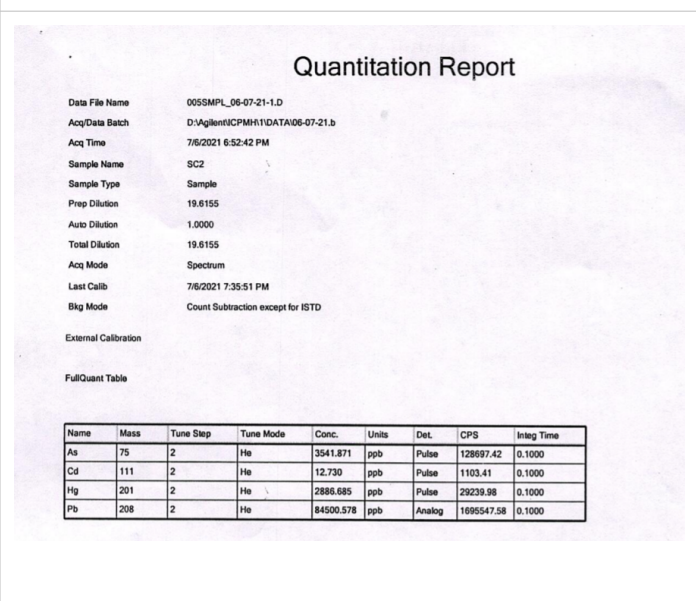 Quantitation Report
Data File Name 005SMPL_06-07-21-1.D
Acq/Data Batch D:\Agilent\ICPMH\1\DATA\06-07-21.b
Acq Time 7/6/2021 6:52:42 PM
Sample Name SC2
Sample Type Sample
Prep Dilution 19.6155
Auto Dilution 1.0000
Total Dilution 19.6155
Acq Mode Spectrum
Last Calib 7/6/2021 7:35:51 PM
Bkg Mode Count Subtraction except for ISTD
External Calibration
FullQuant Table
Name Mass Tune Step Tune Mode Conc. Units Det. CPS Integ Time
As 75 2 He 3541.871 ppb Pulse 128697.42 0.1000
Cd 111 2 He 12.730 ppb Pulse 1103.41 0.1000
Hg 201 2 He 2886.685 ppb Pulse 29239.98 0.1000
Pb 208 2 He 84500.578 ppb Analog 1695547.58 0.1000